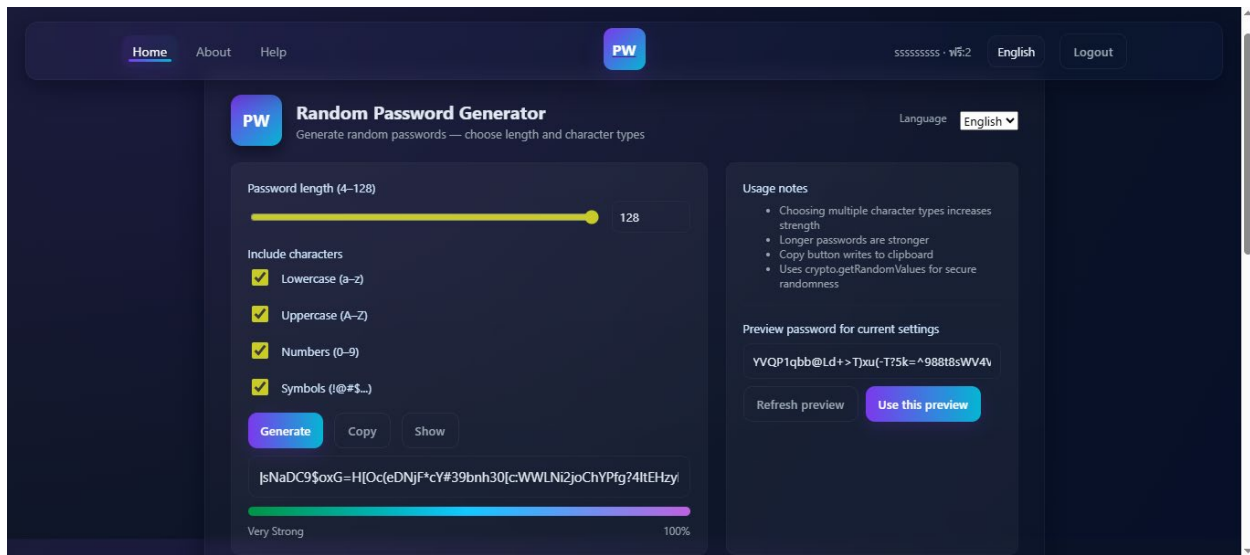 Home About Help PW sssssssss · ฟรี:2 English Logout
PW Random Password Generator
Generate random passwords — choose length and character types
Language English
Password length (4–128)
128
Include characters
Lowercase (a–z)
Uppercase (A–Z)
Numbers (0–9)
Symbols (!@#$...)
Generate Copy Show
|sNaDC9$oxG=H[Oc(eDNjF*cY#39bnh30[c:WWLNi2joChYPfg?4ItEHzy
Very Strong 100%
Usage notes
Choosing multiple character types increases
strength
Longer passwords are stronger
Copy button writes to clipboard
Uses crypto.getRandomValues for secure
randomness
Preview password for current settings
YVQP1qbb@Ld+>T)xu(-T?5k=^988t8sWV4V
Refresh preview Use this preview